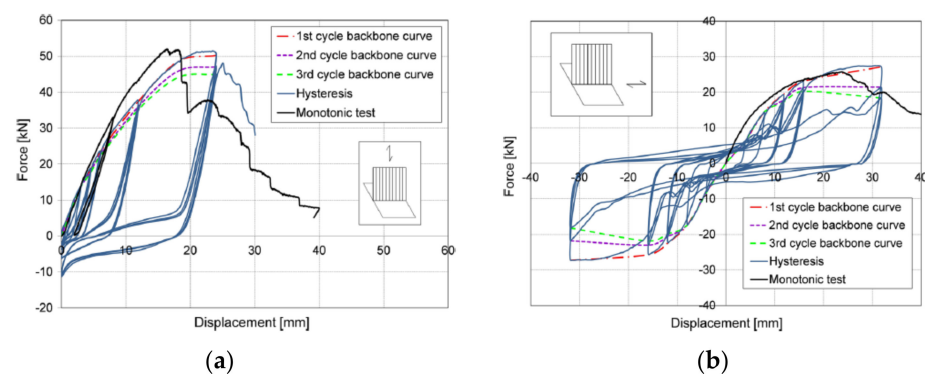 60
50
40
30
20
10
0
-10
-20
0
10
20
30
40
50
60
Force [kN]
Displacement [mm]
1st cycle backbone curve
2nd cycle backbone curve
3rd cycle backbone curve
Hysteresis
Monotonic test
(a)
40
30
20
10
0
-10
-20
-30
-40
-40
-30
-20
-10
0
10
20
30
40
Force [kN]
Displacement [mm]
1st cycle backbone curve
2nd cycle backbone curve
3rd cycle backbone curve
Hysteresis
Monotonic test
(b)